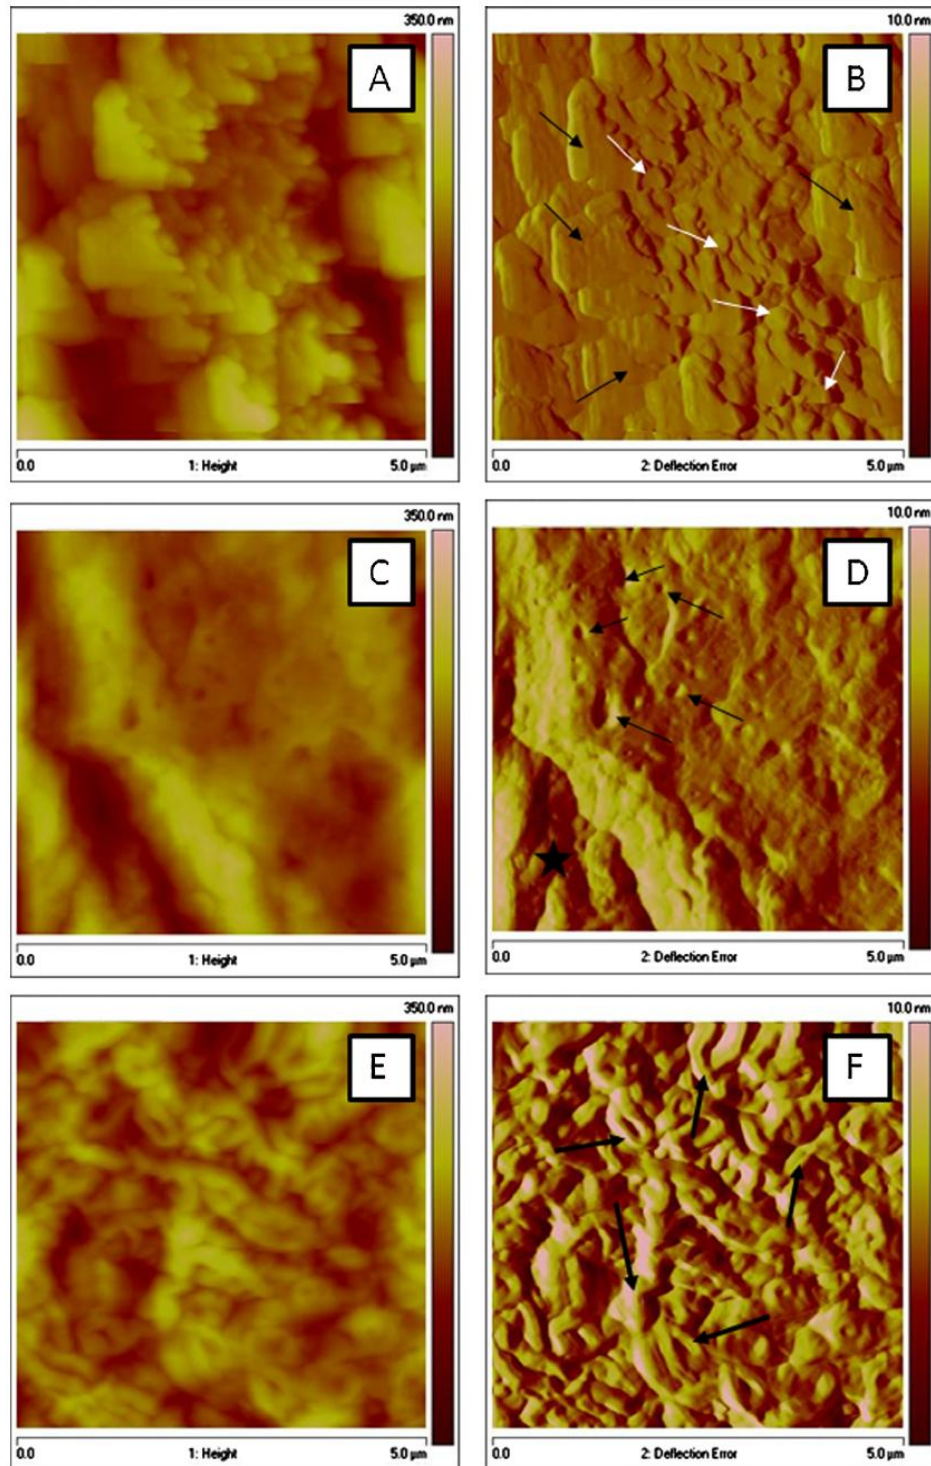 350.0 nm
A
0.0 1: Height 5.0 µm
10.0 nm
B
0.0 2: Deflection Error 5.0 µm
350.0 nm
C
0.0 1: Height 5.0 µm
10.0 nm
D
0.0 2: Deflection Error 5.0 µm
350.0 nm
E
0.0 1: Height 5.0 µm
10.0 nm
F
0.0 2: Deflection Error 5.0 µm